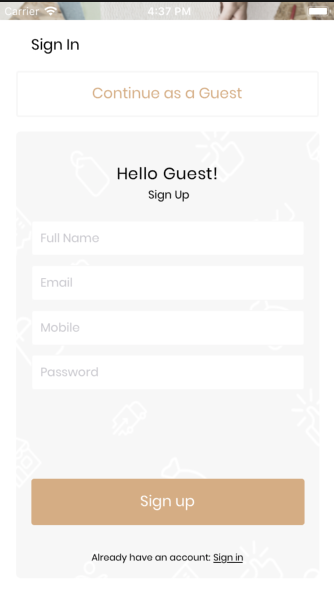 Carrier 4:37 PM
Sign In
Continue as a Guest
Hello Guest!
Sign Up
Full Name
Email
Mobile
Password
Sign up
Already have an account: Sign in